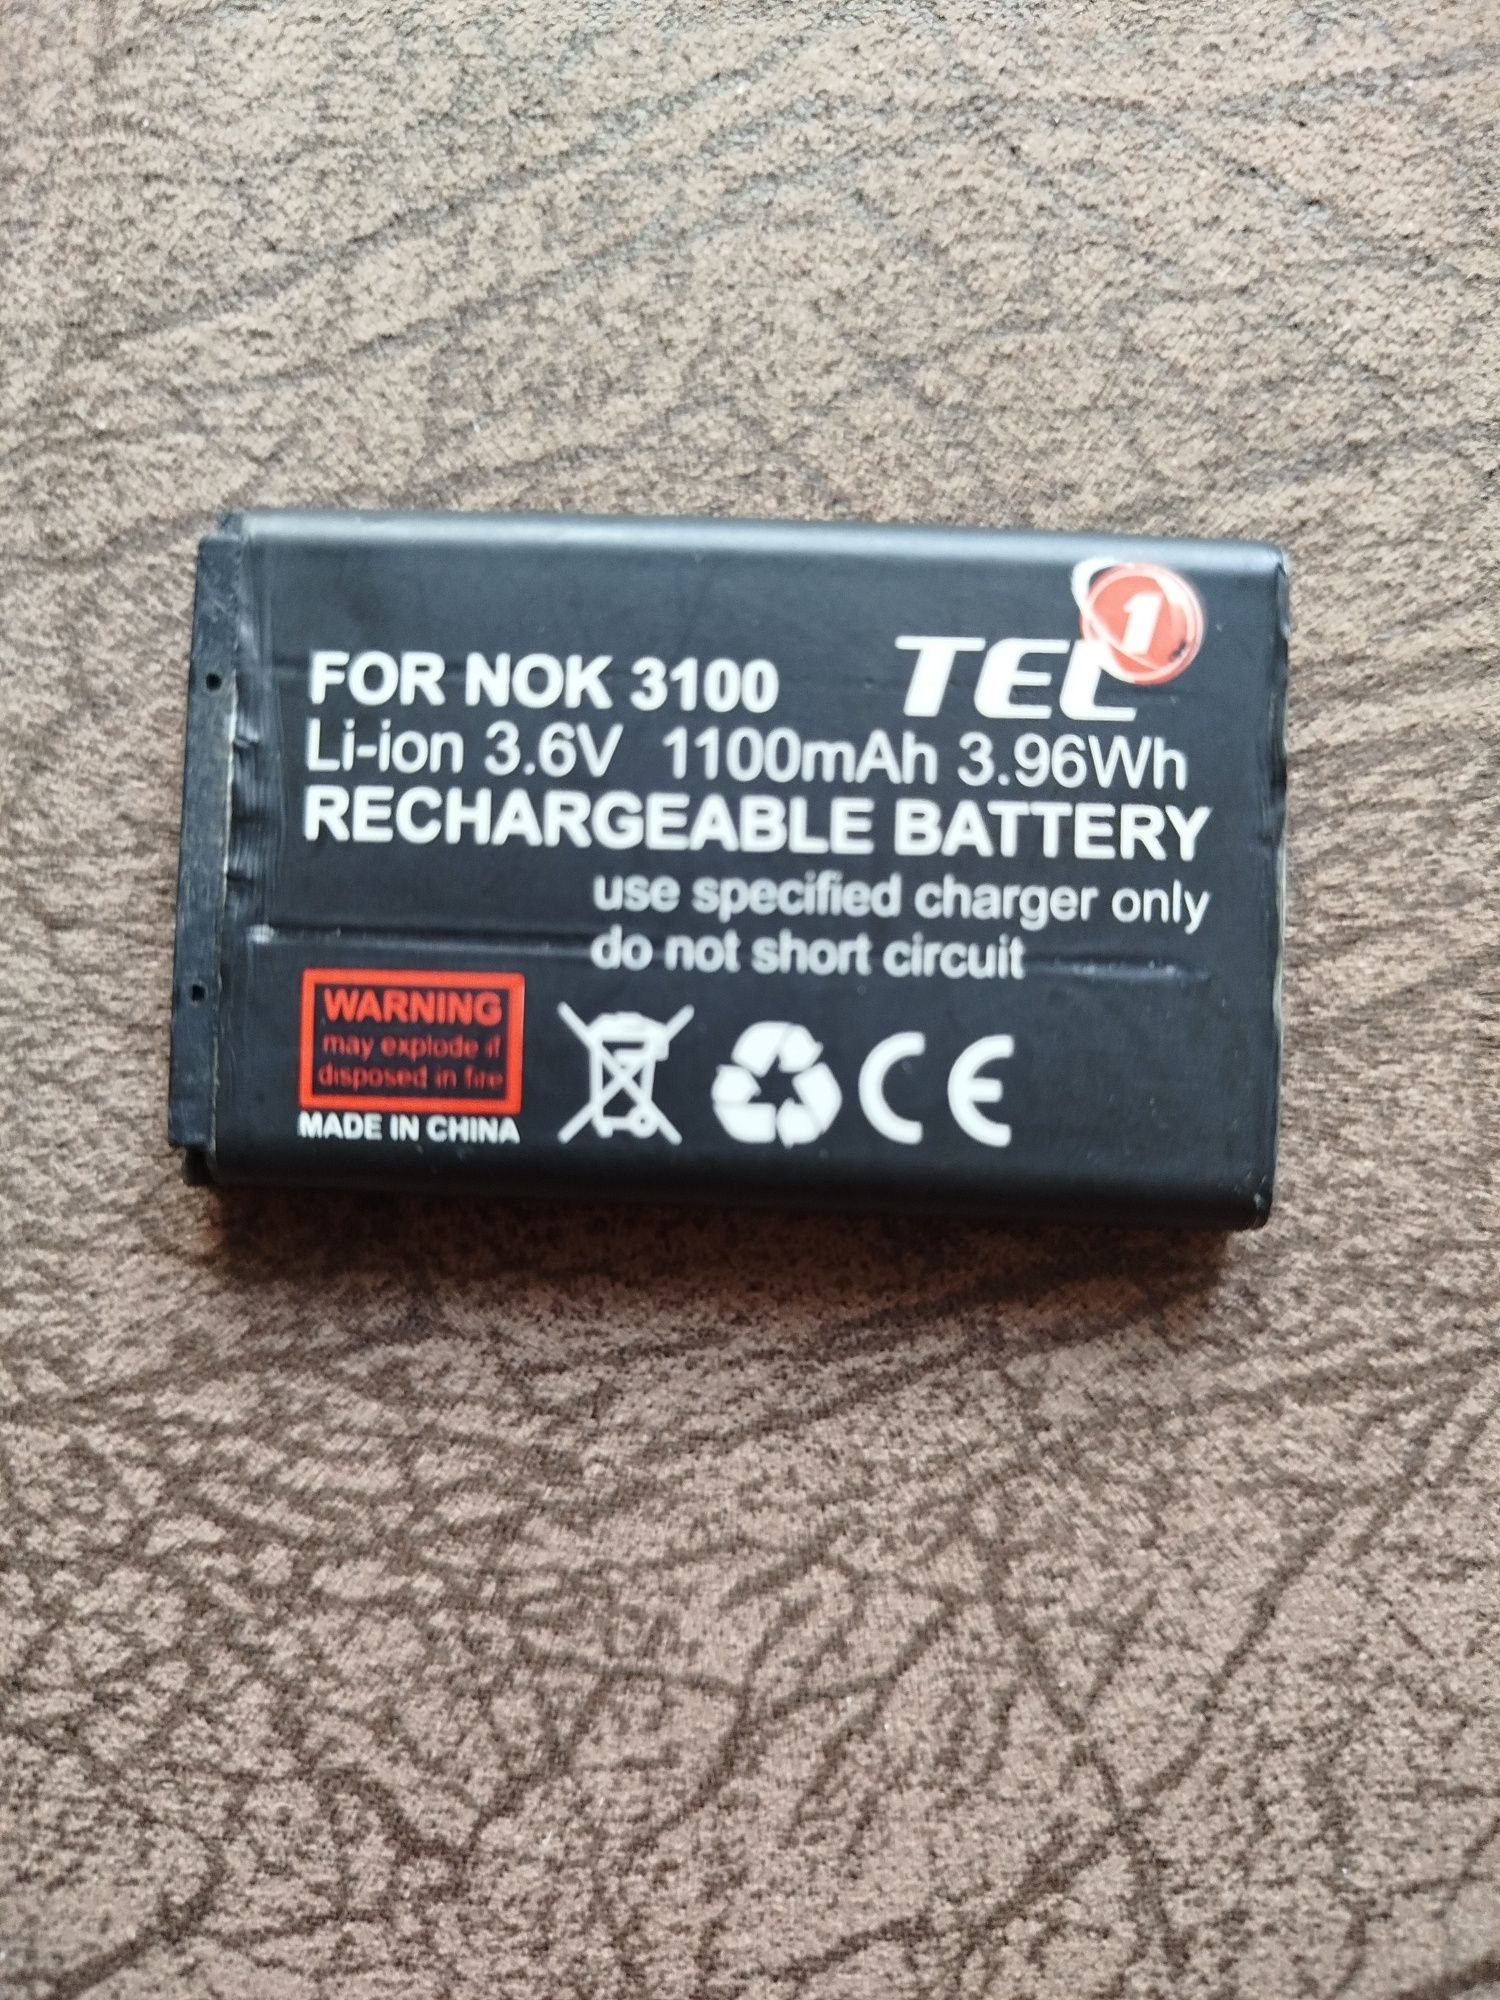 TEL 1
FOR NOK 3100
Li-ion 3.6V 1100mAh 3.96Wh
RECHARGEABLE BATTERY
use specified charger only
do not short circuit
WARNING
may explode if
disposed in fire
MADE IN CHINA
CE